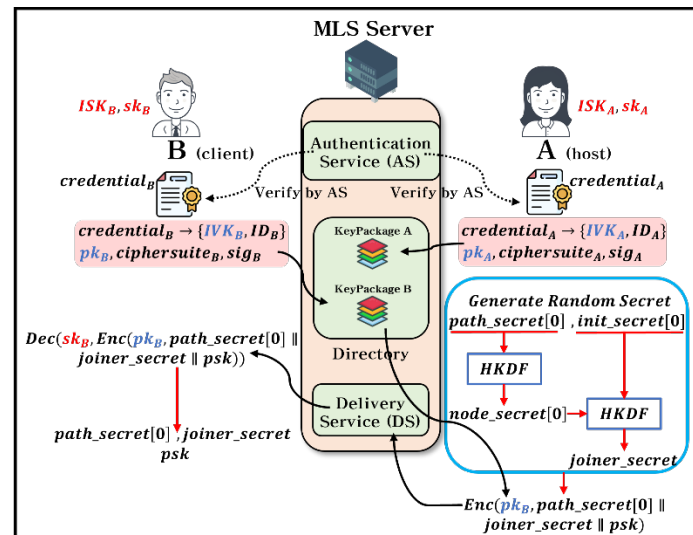 MLS Server
ISK_B, sk_B
ISK_A, sk_A
B (client)
A (host)
Authentication
Service (AS)
credential_B
credential_A
Verify by AS
Verify by AS
credential_B → {IVK_B, ID_B}
pk_B, ciphersuite_B, sig_B
credential_A → {IVK_A, ID_A}
pk_A, ciphersuite_A, sig_A
KeyPackage A
KeyPackage B
Directory
Generate Random Secret
path_secret[0] , init_secret[0]
HKDF
node_secret[0]
HKDF
joiner_secret
Dec(sk_B, Enc(pk_B, path_secret[0] ∥
joiner_secret ∥ psk))
Delivery
Service (DS)
path_secret[0] , joiner_secret
psk
Enc(pk_B, path_secret[0] ∥
joiner_secret ∥ psk)